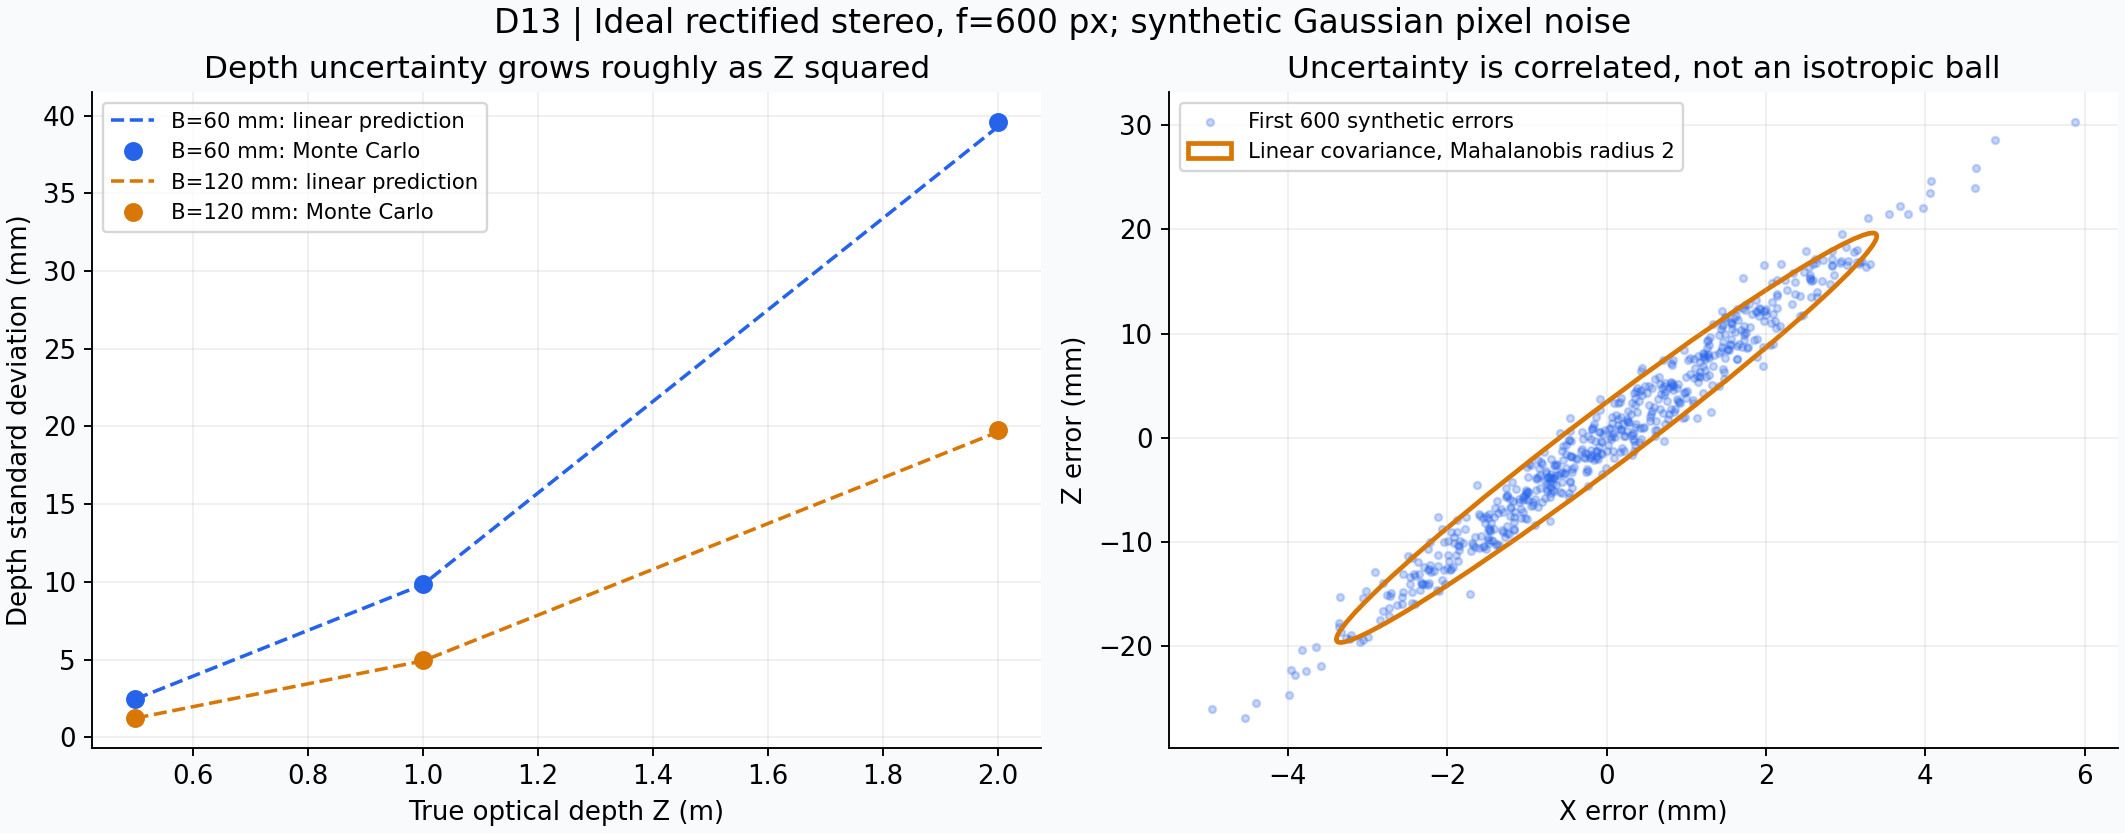 D13 | Ideal rectified stereo, f=600 px; synthetic Gaussian pixel noise
Depth uncertainty grows roughly as Z squared
B=60 mm: linear prediction
B=60 mm: Monte Carlo
B=120 mm: linear prediction
B=120 mm: Monte Carlo
Depth standard deviation (mm)
40
35
30
25
20
15
10
5
0
0.6 0.8 1.0 1.2 1.4 1.6 1.8 2.0
True optical depth Z (m)
Uncertainty is correlated, not an isotropic ball
First 600 synthetic errors
Linear covariance, Mahalanobis radius 2
Z error (mm)
30
20
10
0
−10
−20
−4 −2 0 2 4 6
X error (mm)